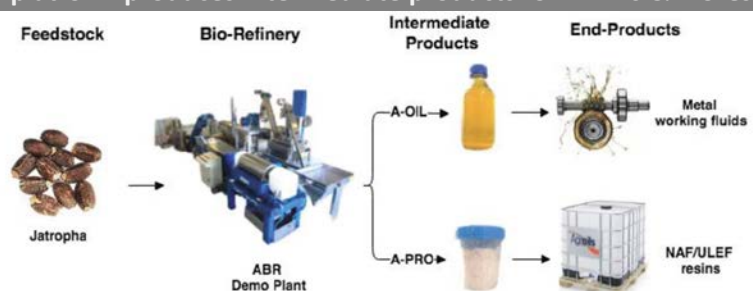 Feedstock
Bio-Refinery
Intermediate
Products
End-Products
A-OIL
Metal
working fluids
Jatropha
A-PRO
NAF/ULEF
resins
ABR
Demo Plant